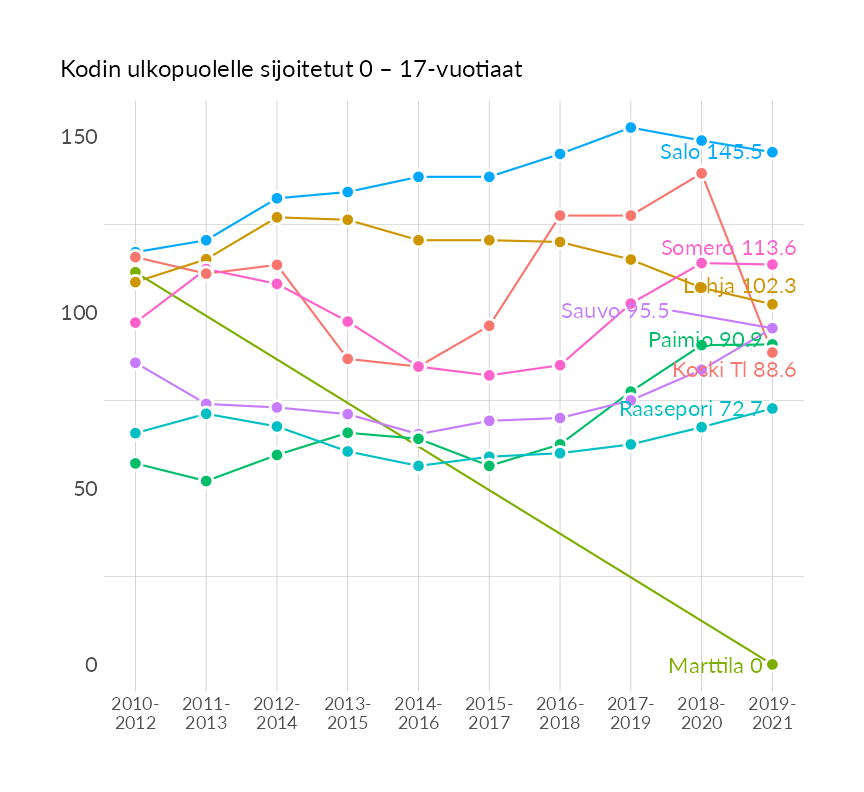 Kodin ulkopuolelle sijoitetut 0 – 17-vuotiaat
150
100
50
0
Salo 145.5
Somero 113.6
Lohja 102.3
Sauvo 95.5
Paimio 90.9
Koski Tl 88.6
Raasepori 72.7
Marttila 0
2010-
2012
2011-
2013
2012-
2014
2013-
2015
2014-
2016
2015-
2017
2016-
2018
2017-
2019
2018-
2020
2019-
2021